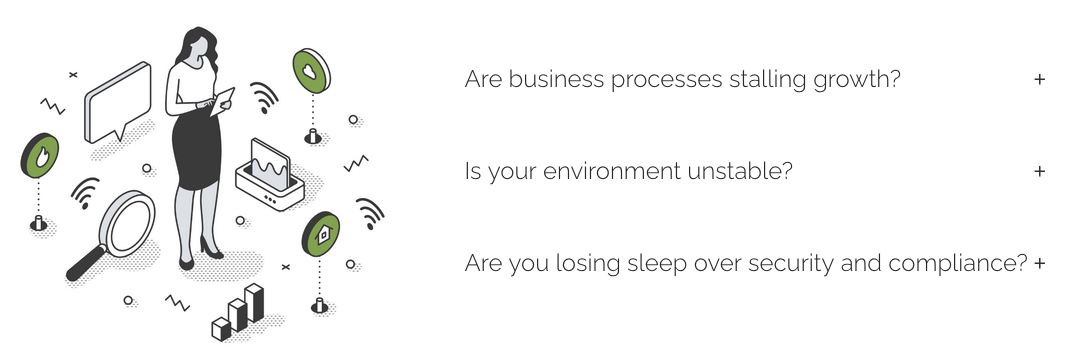 Are business processes stalling growth? +
Is your environment unstable? +
Are you losing sleep over security and compliance? +